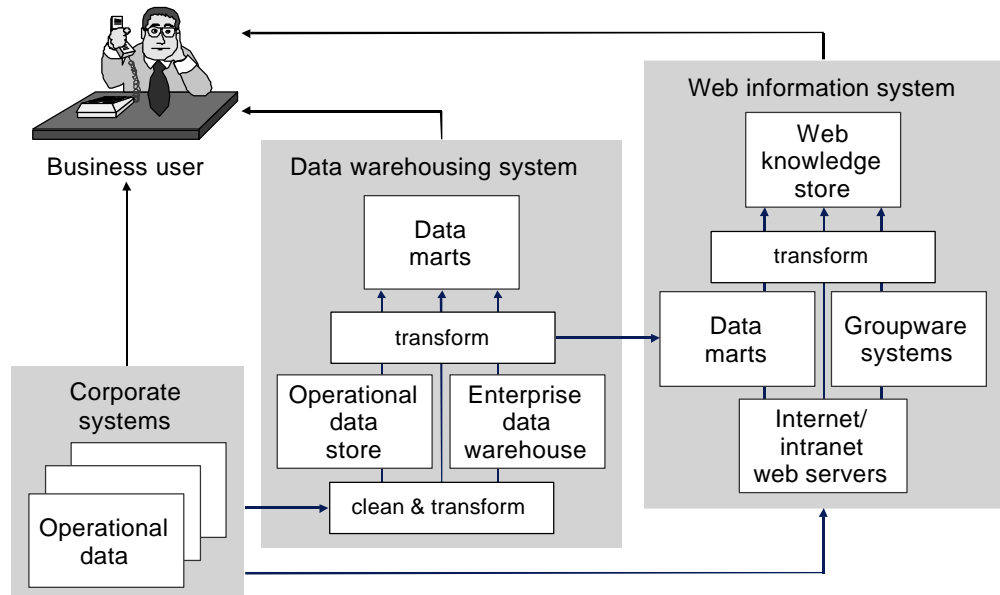 Business user
Data warehousing system
Data
marts
transform
Operational
data
store
Enterprise
data
warehouse
clean & transform
Corporate
systems
Operational
data
Web information system
Web
knowledge
store
transform
Data
marts
Groupware
systems
Internet/
intranet
web servers